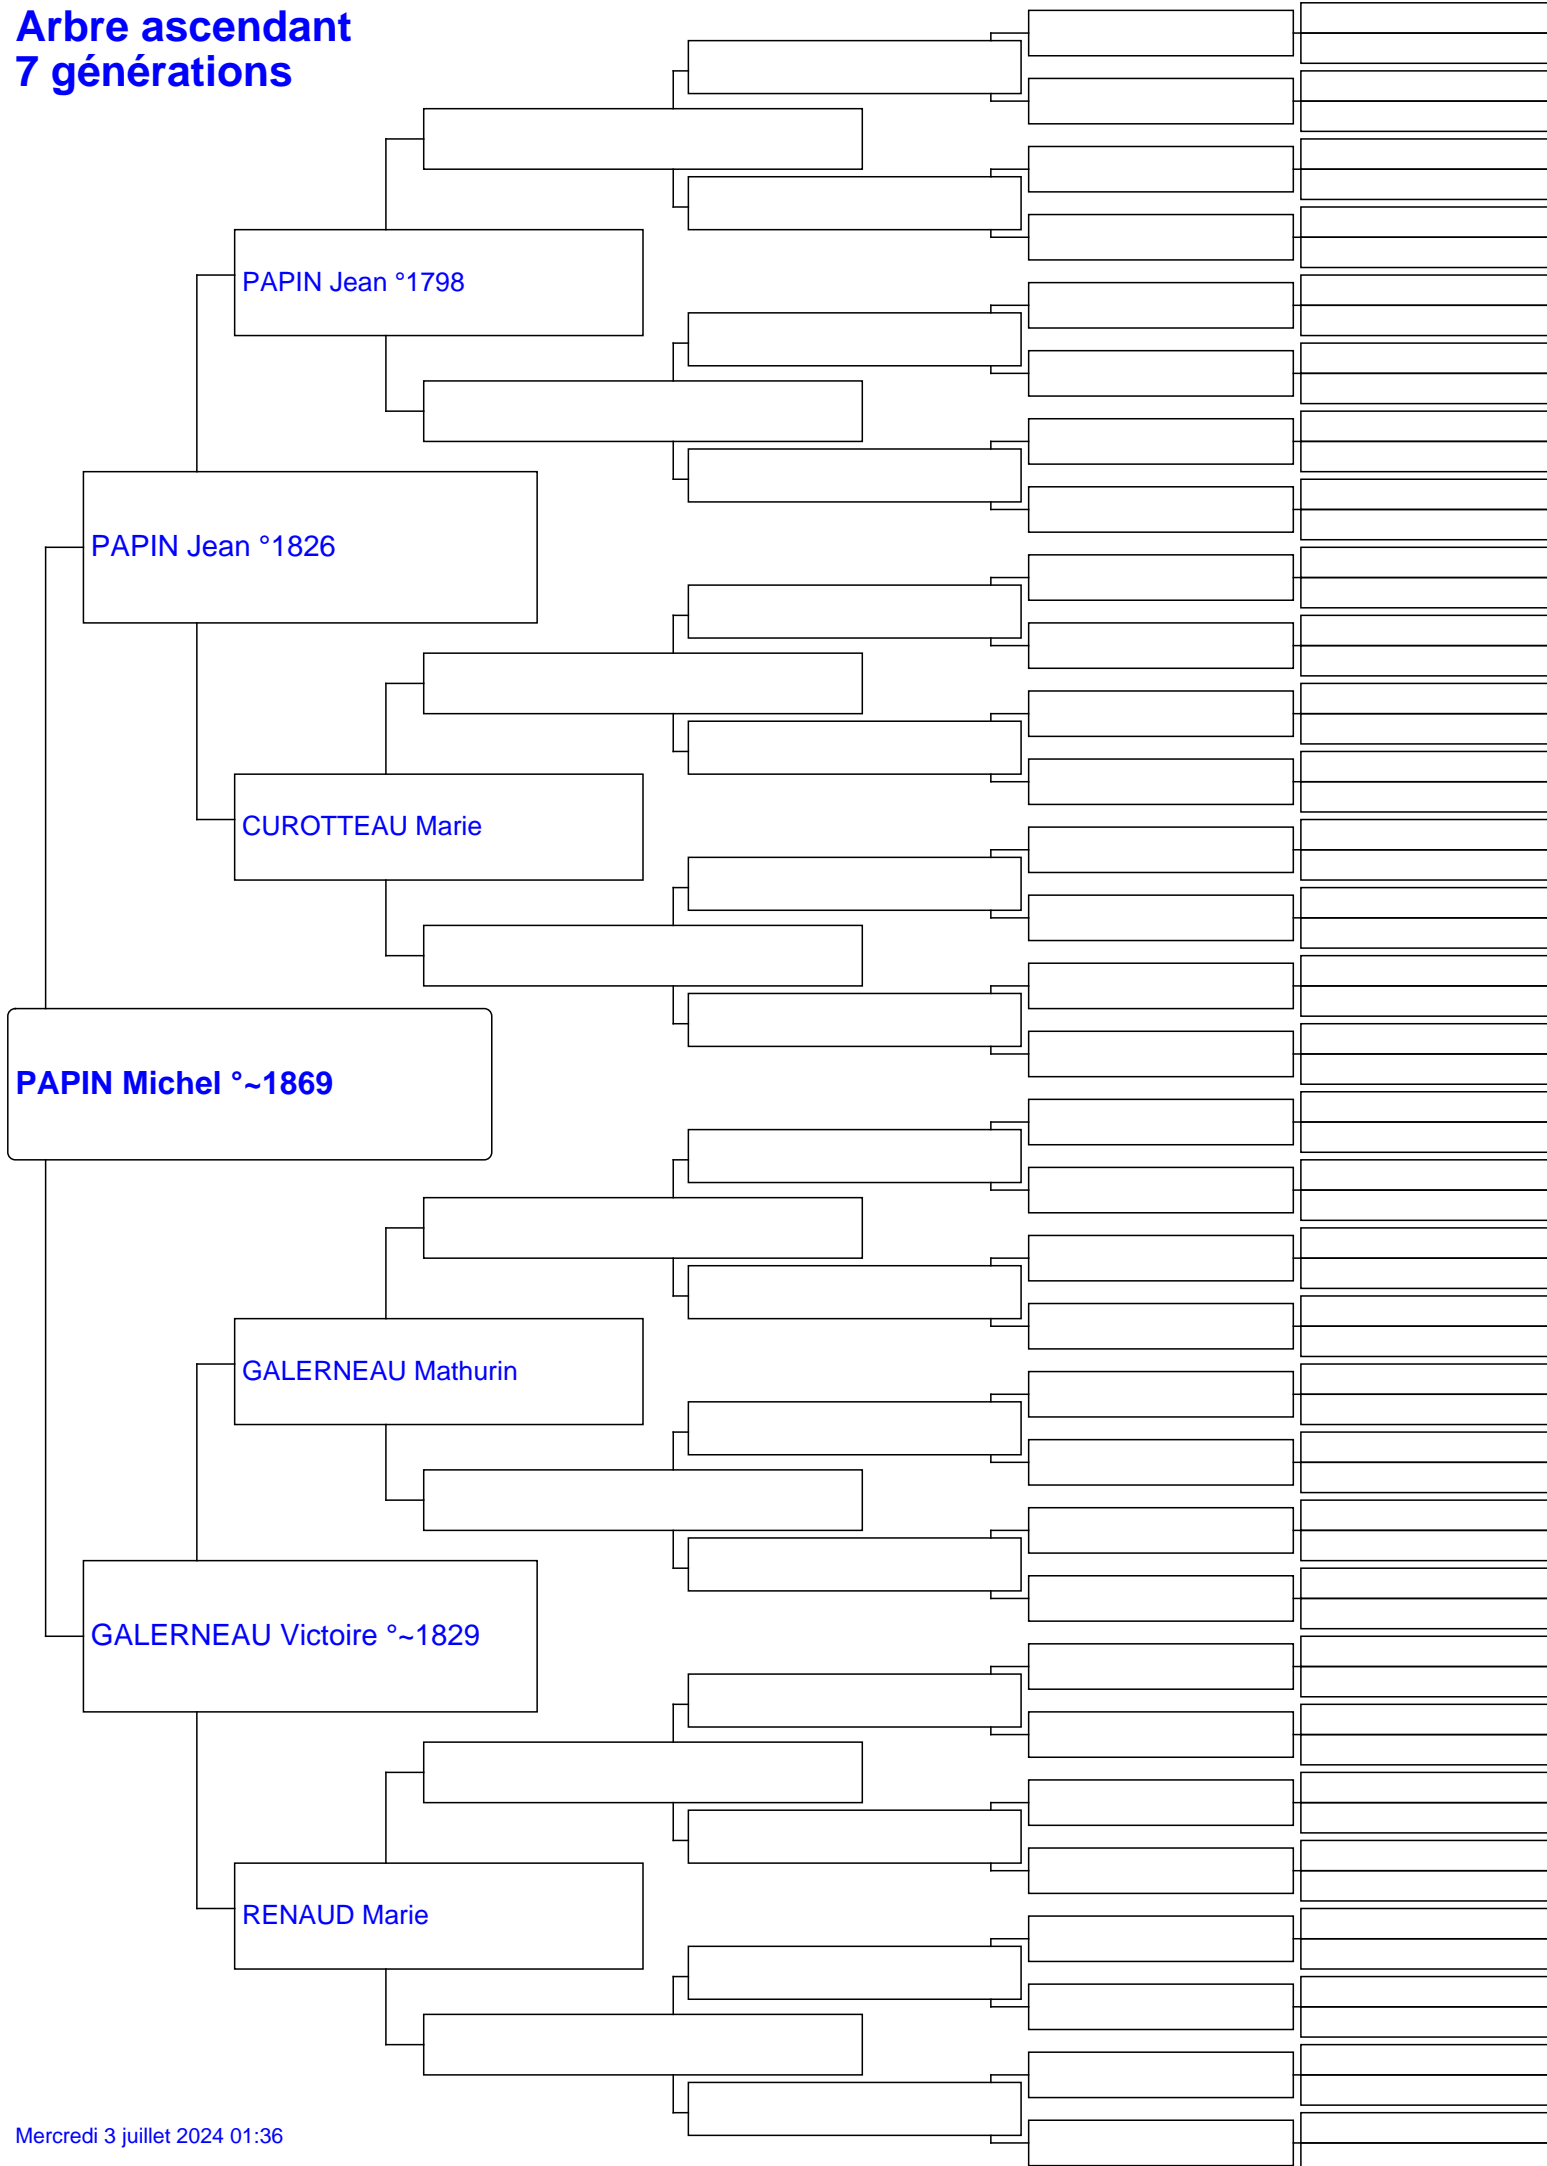 Arbre ascendant
7 générations
PAPIN Jean °1798
PAPIN Jean °1826
CUROTTEAU Marie
PAPIN Michel °~1869
GALERNEAU Mathurin
GALERNEAU Victoire °~1829
RENAUD Marie
Mercredi 3 juillet 2024 01:36